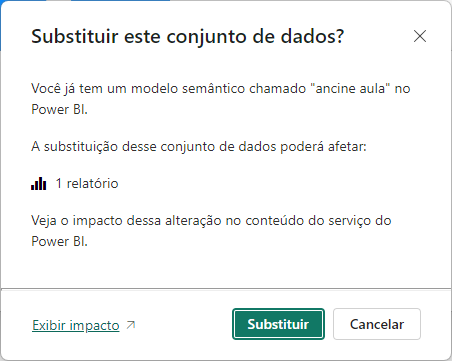 Substituir este conjunto de dados?
Você já tem um modelo semântico chamado "ancine aula" no
Power BI.
A substituição desse conjunto de dados poderá afetar:
1 relatório
Veja o impacto dessa alteração no conteúdo do serviço do
Power BI.
Exibir impacto
Substituir
Cancelar